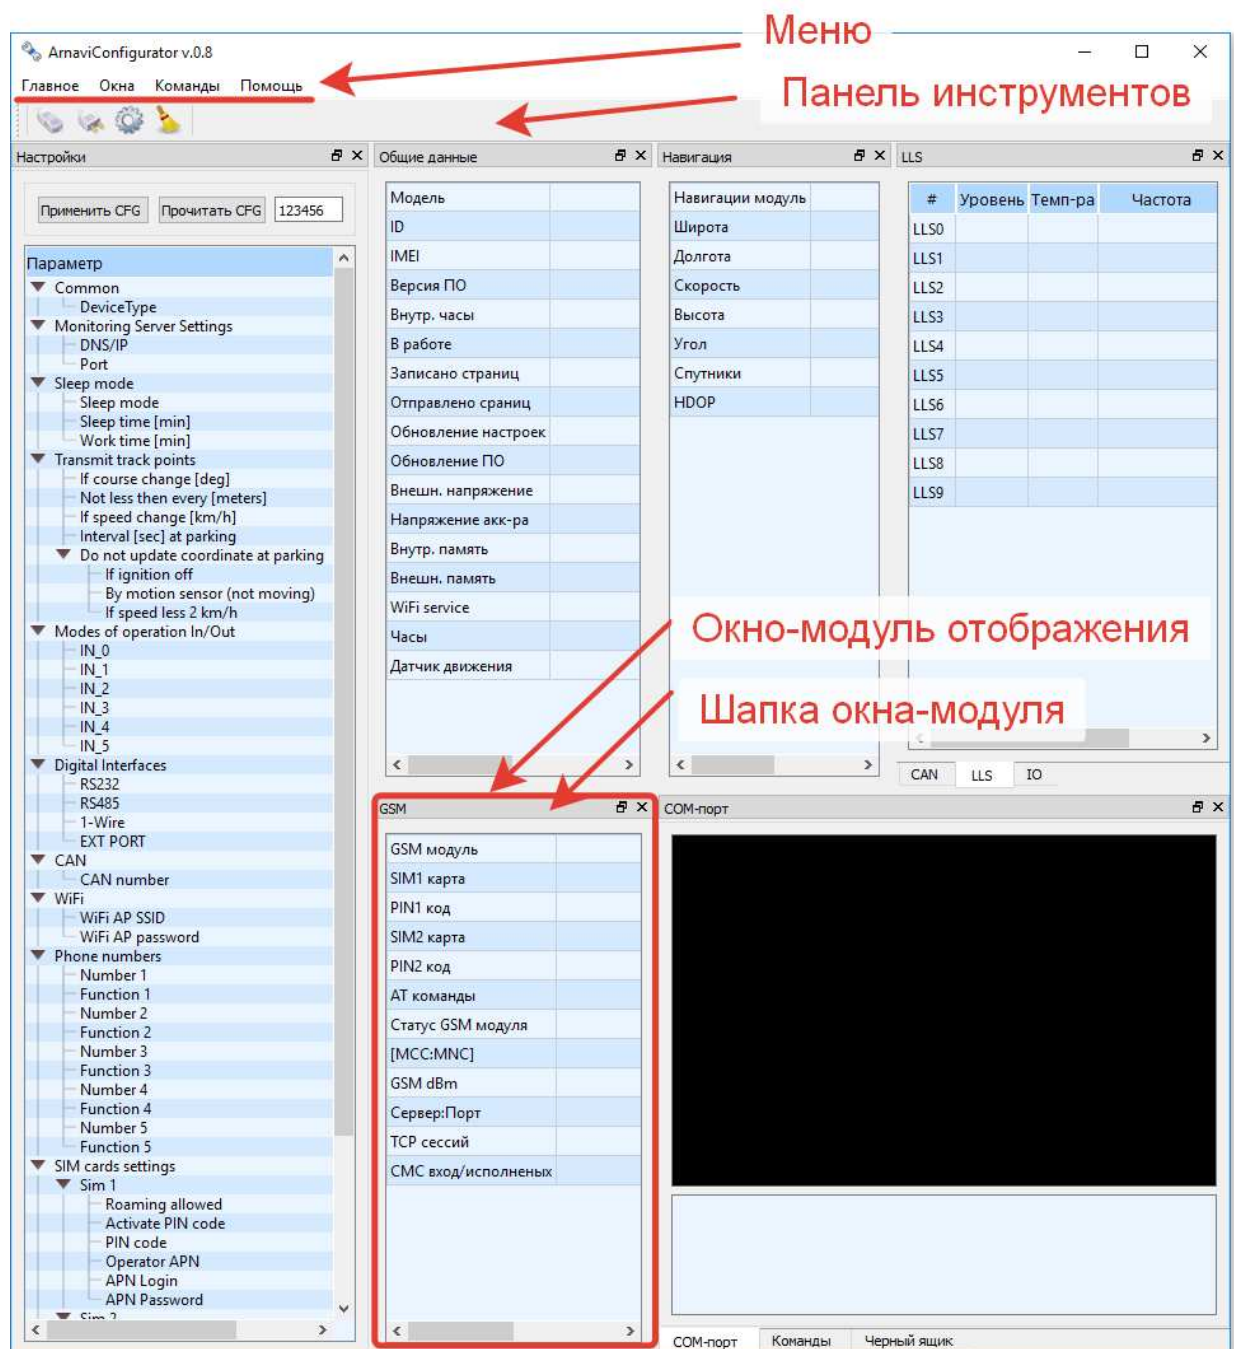 Меню
ArnaviConfigurator v.0.8
Главное Окна Команды Помощь
Панель инструментов
Настройки
Применить CFG Прочитать CFG 123456
Параметр
Common
DeviceType
Monitoring Server Settings
DNS/IP
Port
Sleep mode
Sleep mode
Sleep time [min]
Work time [min]
Transmit track points
If course change [deg]
Not less then every [meters]
If speed change [km/h]
Interval [sec] at parking
Do not update coordinate at parking
If ignition off
By motion sensor (not moving)
If speed less 2 km/h
Modes of operation In/Out
IN_0
IN_1
IN_2
IN_3
IN_4
IN_5
Digital Interfaces
RS232
RS485
1-Wire
EXT PORT
CAN
CAN number
WiFi
WiFi AP SSID
WiFi AP password
Phone numbers
Number 1
Function 1
Number 2
Function 2
Number 3
Function 3
Number 4
Function 4
Number 5
Function 5
SIM cards settings
Sim 1
Roaming allowed
Activate PIN code
PIN code
Operator APN
APN Login
APN Password
Sim 2
Общие данные
Модель
ID
IMEI
Версия ПО
Внутр. часы
В работе
Записано страниц
Отправлено сраниц
Обновление настроек
Обновление ПО
Внешн. напряжение
Напряжение акк-ра
Внутр. память
Внешн. память
WiFi service
Часы
Датчик движения
Навигация
Навигации модуль
Широта
Долгота
Скорость
Высота
Угол
Спутники
HDOP
LLS
# Уровень Темп-ра Частота
LLS0
LLS1
LLS2
LLS3
LLS4
LLS5
LLS6
LLS7
LLS8
LLS9
Окно-модуль отображения
Шапка окна-модуля
CAN LLS IO
GSM
GSM модуль
SIM1 карта
PIN1 код
SIM2 карта
PIN2 код
АТ команды
Статус GSM модуля
[MCC:MNC]
GSM dBm
Сервер:Порт
TCP сессий
СМС вход/исполненых
COM-порт
COM-порт Команды Черный ящик